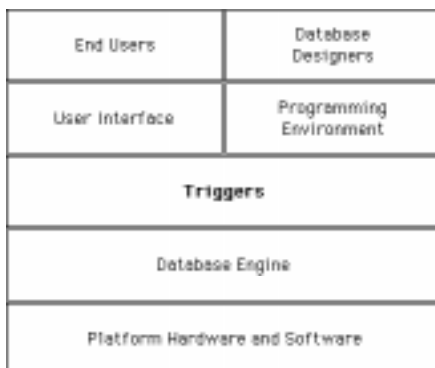 End Users
Database
Designers
User Interface
Programming
Environment
Triggers
Database Engine
Platform Hardware and Software